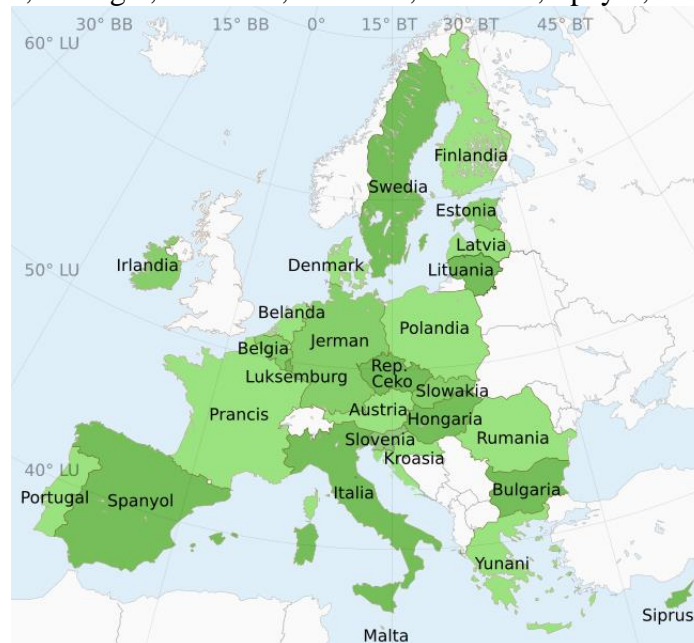 30° BB 15° BB 0° 15° BT 30° BT 45° BT
60° LU
Finlandia
Swedia
Estonia
Latvia
Irlandia
Denmark
Lituania
50° LU
Belanda
Polandia
Jerman
Belgia
Rep.
Ceko
Luksemburg
Slowakia
Prancis
Austria
Hongaria
Rumania
Slovenia
Kroasia
40° LU
Bulgaria
Portugal
Spanyol
Italia
Yunani
Siprus
Malta